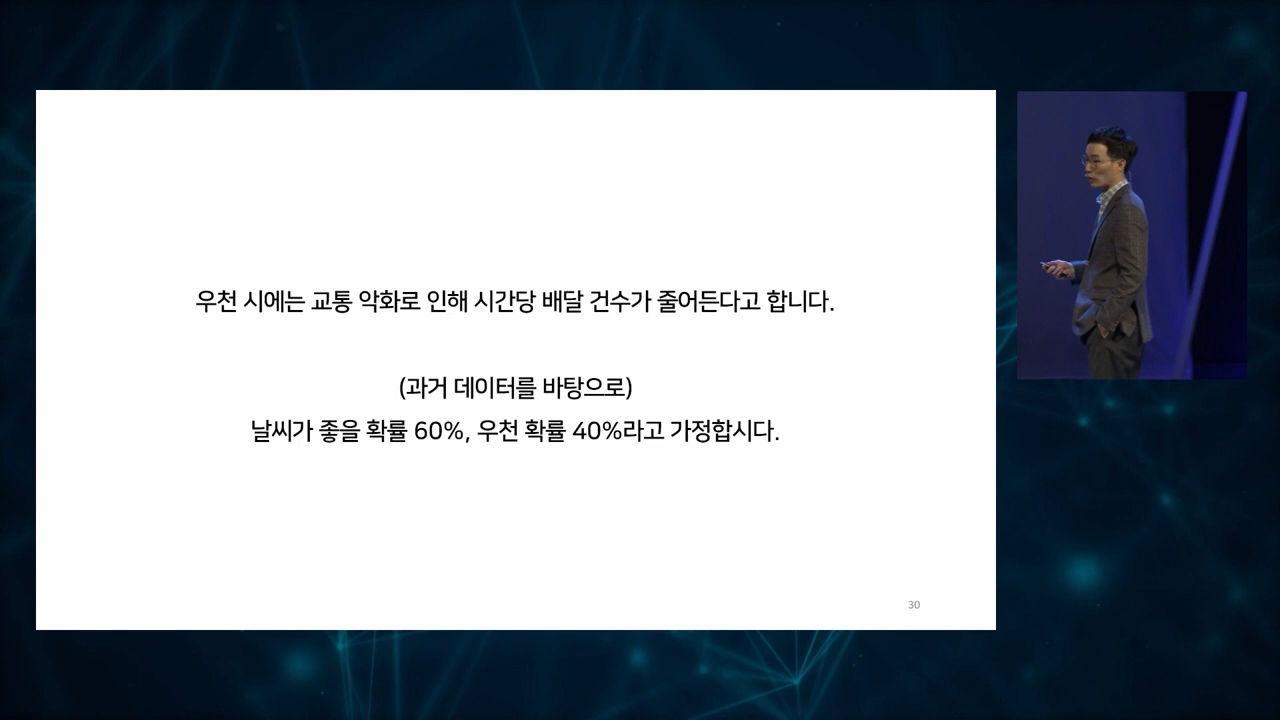 우천 시에는 교통 악화로 인해 시간당 배달 건수가 줄어든다고 합니다.
(과거 데이터를 바탕으로)
날씨가 좋을 확률 60%, 우천 확률 40%라고 가정합시다.
30